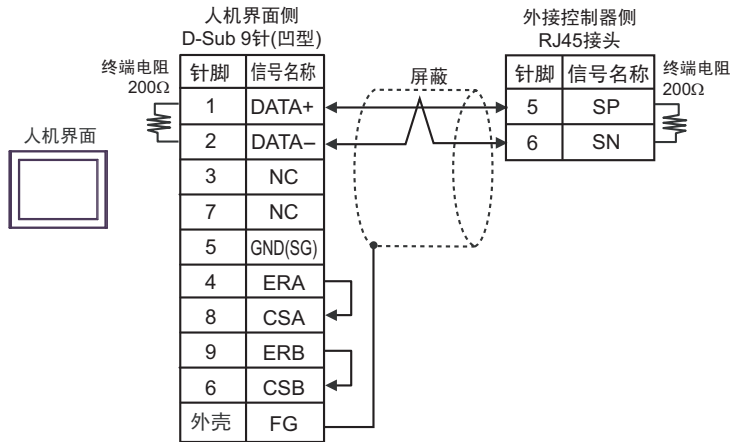 人机界面侧
D-Sub 9针(凹型)
外接控制器侧
RJ45接头
终端电阻
200Ω
针脚 信号名称
屏蔽
针脚 信号名称
终端电阻
200Ω
1 DATA+
5 SP
人机界面
2 DATA−
6 SN
3 NC
7 NC
5 GND(SG)
4 ERA
8 CSA
9 ERB
6 CSB
外壳 FG